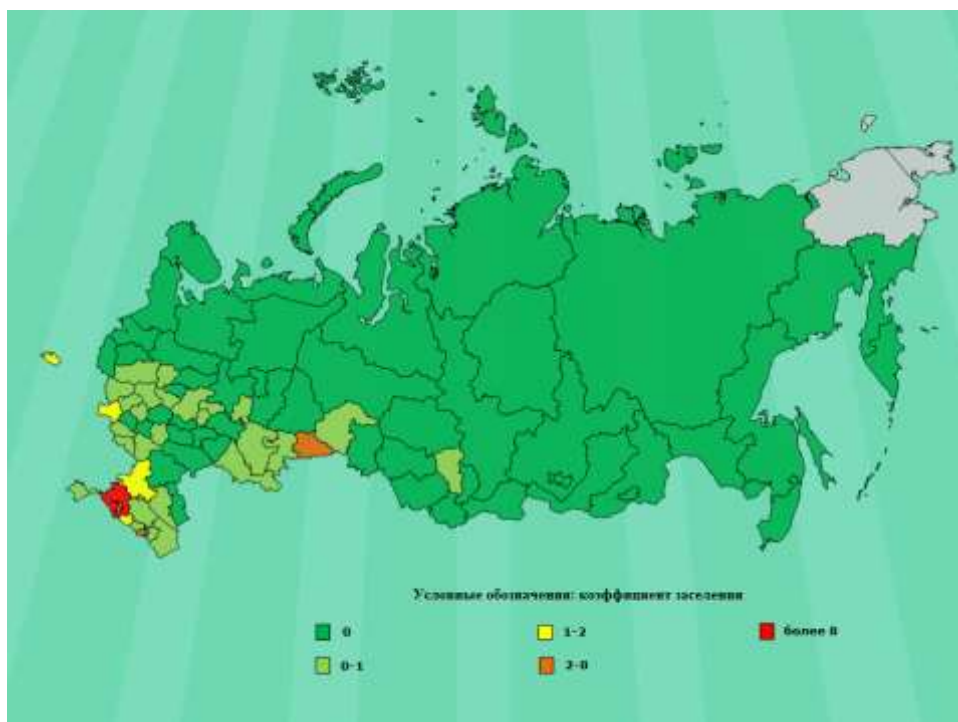 Условные обозначения: коэффициент заселения
0
1-2
более 8
0-1
2-8